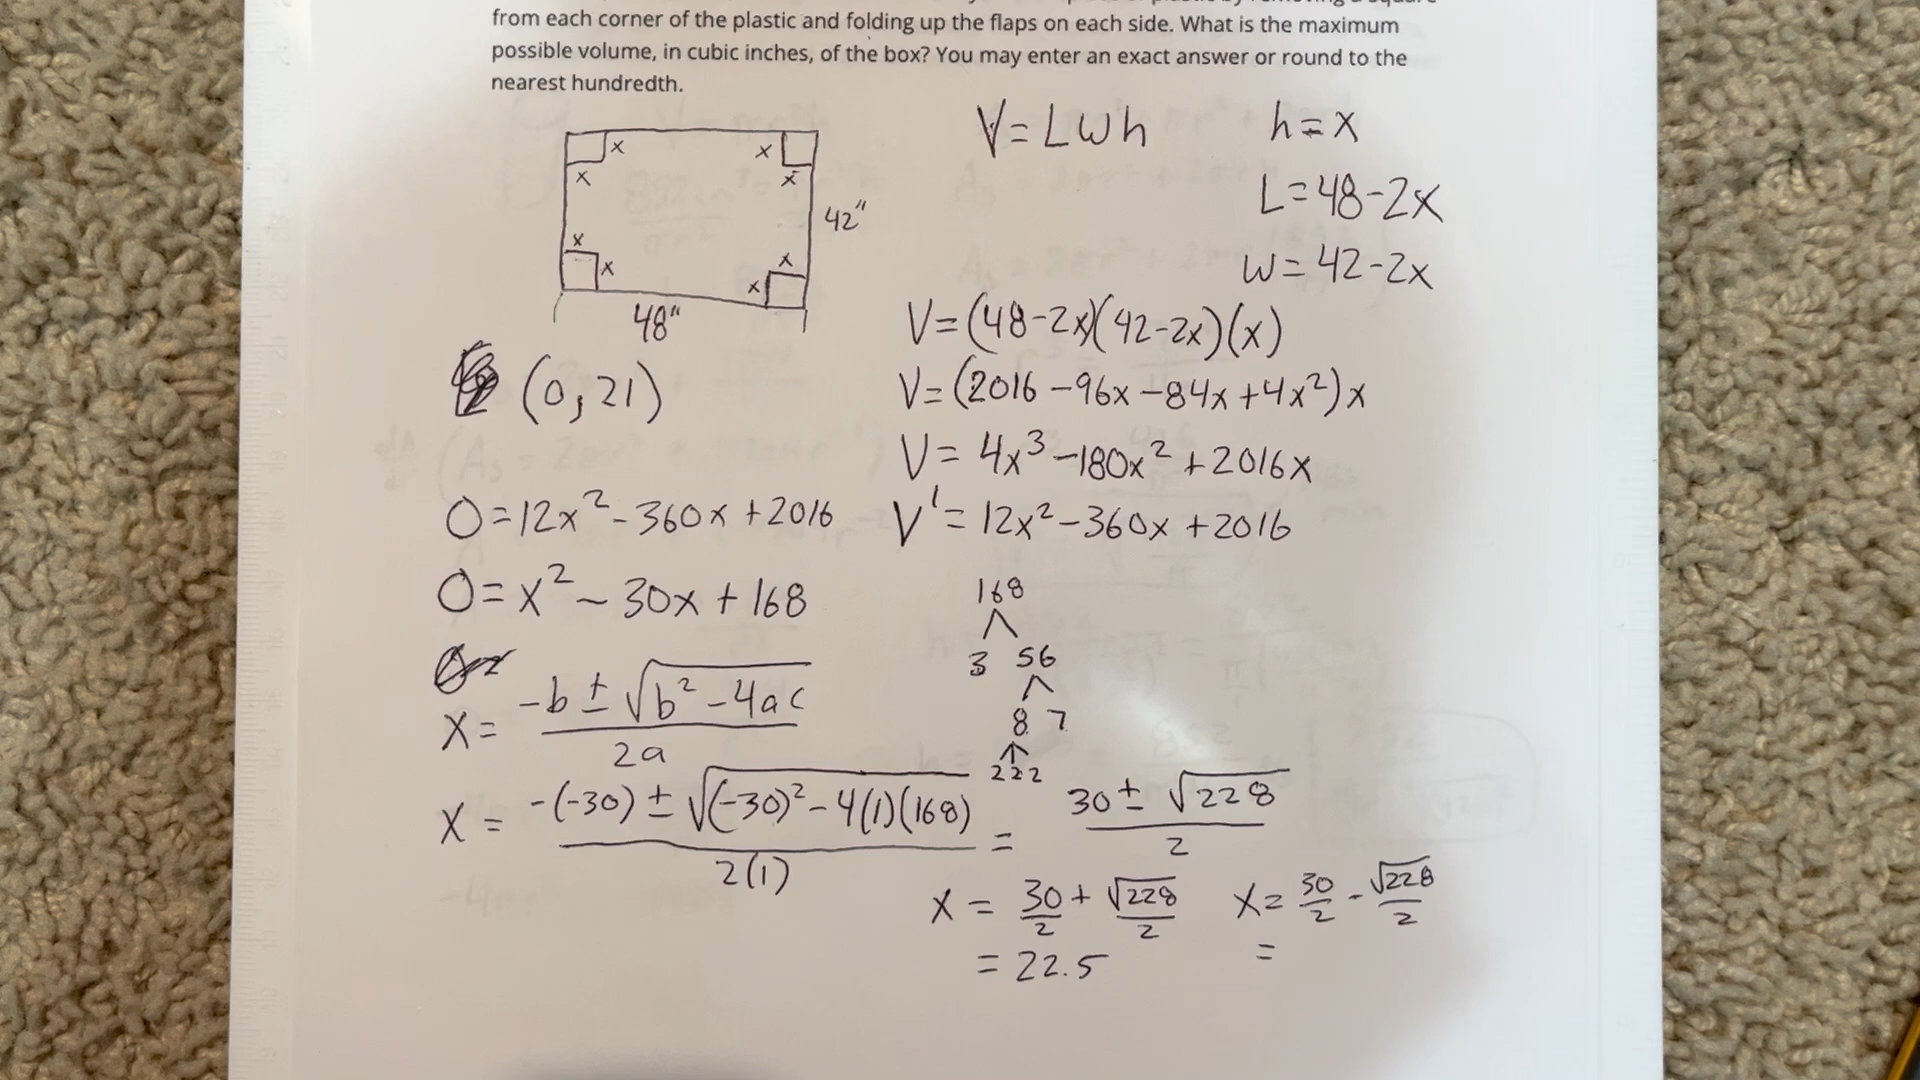 from each corner of the plastic and folding up the flaps on each side. What is the maximum
possible volume, in cubic inches, of the box? You may enter an exact answer or round to the
nearest hundredth.
V = L W h
h = x
L = 48 - 2x
W = 42 - 2x
x x
x x
42"
x x
x x
48"
V = (48 - 2x)(42 - 2x)(x)
(0, 21)
V = (2016 - 96x - 84x + 4x²)x
V = 4x³ - 180x² + 2016x
0 = 12x² - 360x + 2016
V' = 12x² - 360x + 2016
0 = x² - 30x + 168
168
3 56
8 7
2 2 2
x = (-b ± √(b² - 4ac)) / 2a
x = (-(-30) ± √((-30)² - 4(1)(168))) / 2(1) = (30 ± √228) / 2
x = 30/2 + √228/2
= 22.5
x = 30/2 - √228/2
=